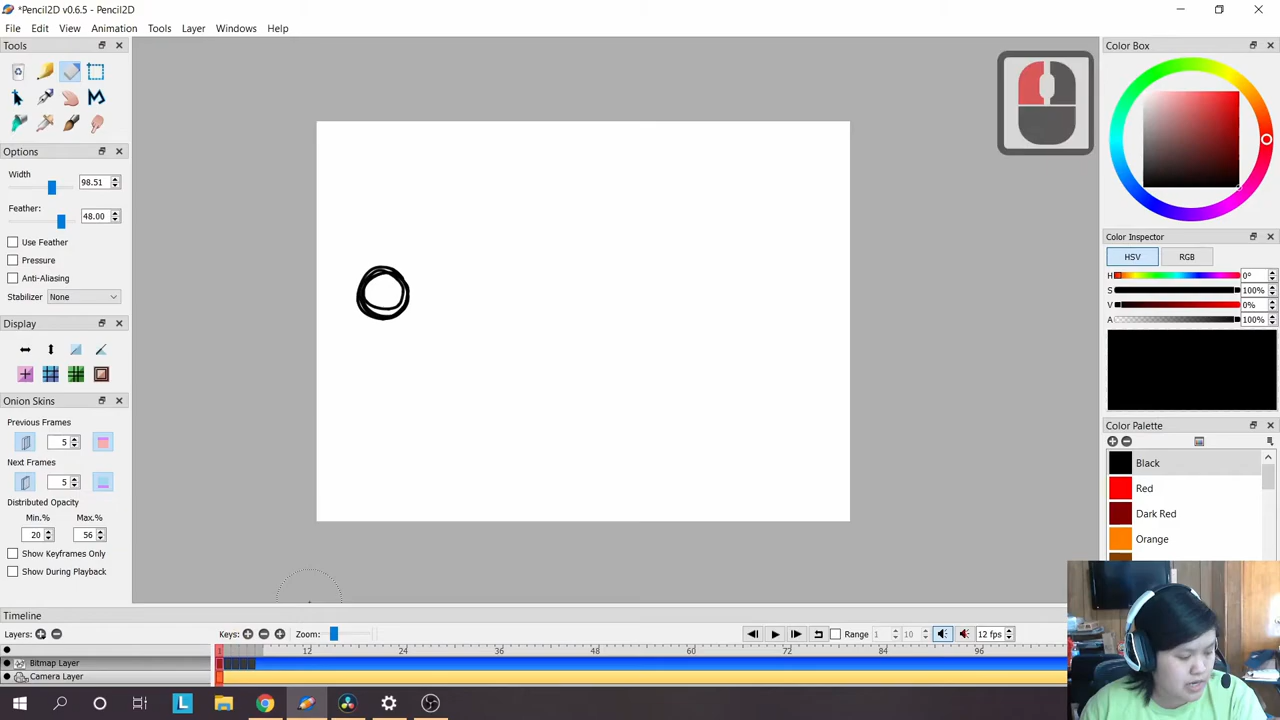 *Pencil2D v0.6.5 - Pencil2D
File Edit View Animation Tools Layer Windows Help
Tools
Options
Width
98.51
Feather:
48.00
Use Feather
Pressure
Anti-Aliasing
Stabilizer None
Display
Onion Skins
Previous Frames
5
Next Frames
5
Distributed Opacity
Min.% Max.%
20 56
Show Keyframes Only
Show During Playback
Color Box
Color Inspector
HSV RGB
H 0°
S 100%
V 0%
A 100%
Color Palette
Black
Red
Dark Red
Orange
Timeline
Layers: Keys: Zoom: Range 1 10 12 fps
12 24 36 48 60 72 84 96
Bitmap Layer
Camera Layer
L